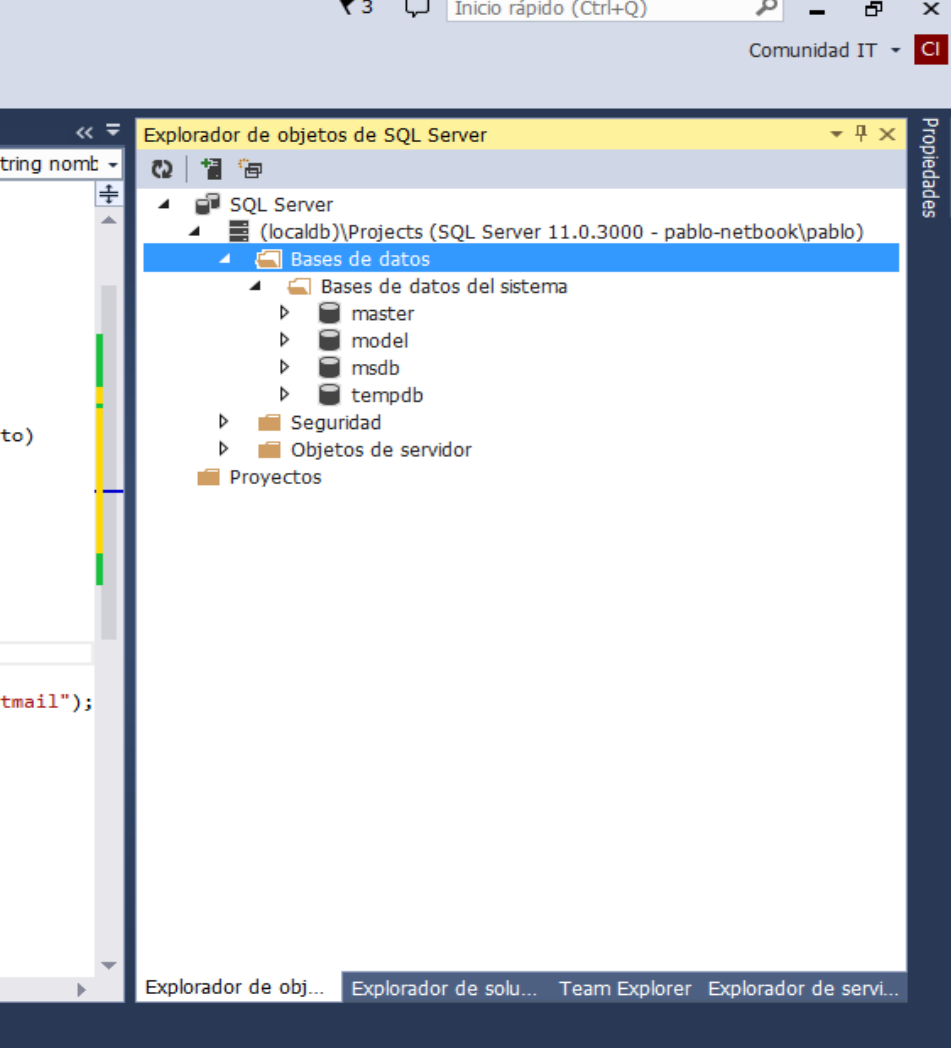 3 Inicio rápido (Ctrl+Q)
Comunidad IT CI
Propiedades
tring nomb
to)
tmail");
Explorador de objetos de SQL Server
SQL Server
(localdb)\Projects (SQL Server 11.0.3000 - pablo-netbook\pablo)
Bases de datos
Bases de datos del sistema
master
model
msdb
tempdb
Seguridad
Objetos de servidor
Proyectos
Explorador de obj... Explorador de solu... Team Explorer Explorador de servi...